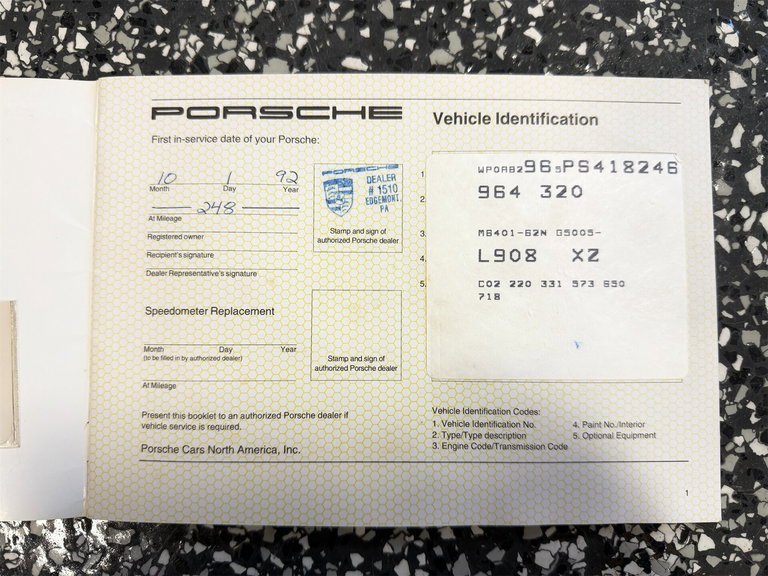 PORSCHE
First in-service date of your Porsche:
10 1 92
Month Day Year
248
At Mileage
Registered owner
Recipient's signature
Dealer Representative's signature
PORSCHE
DEALER
# 1510
EDGEMONT,
PA
Stamp and sign of
authorized Porsche dealer
Speedometer Replacement
Month Day Year
(to be filled in by authorized dealer)
At Mileage
Stamp and sign of
authorized Porsche dealer
Present this booklet to an authorized Porsche dealer if
vehicle service is required.
Porsche Cars North America, Inc.
Vehicle Identification
1. WP0AB2965PS418246
2. 964 320
3. M6401-62N G5005-
4. L908 XZ
5. C02 220 331 573 650
718
Vehicle Identification Codes:
1. Vehicle Identification No.
2. Type/Type description
3. Engine Code/Transmission Code
4. Paint No./Interior
5. Optional Equipment
1